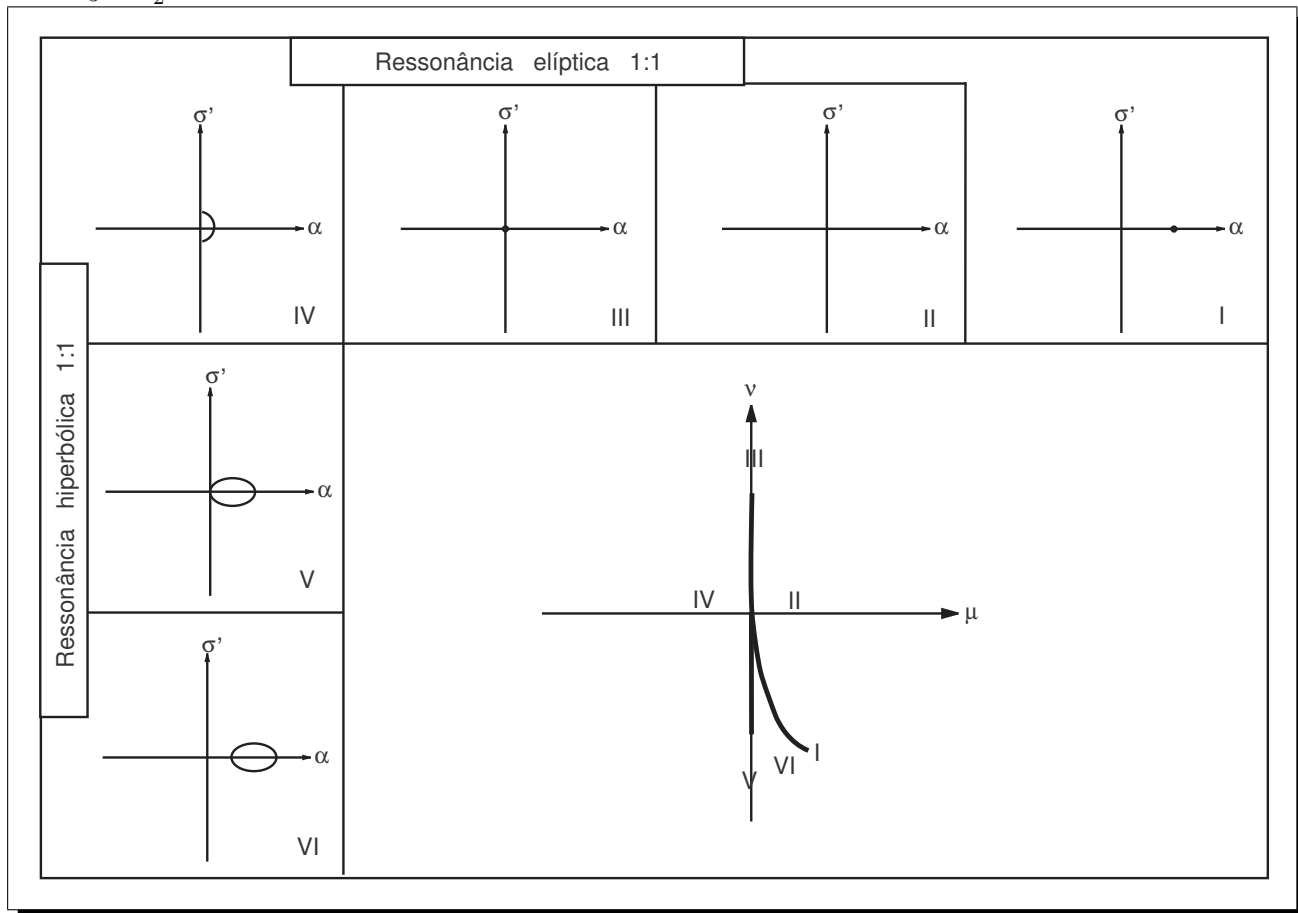 Ressonância elíptica 1:1
σ’
α
IV
σ’
α
III
σ’
α
II
σ’
α
I
Ressonância hiperbólica 1:1
σ’
α
V
σ’
α
VI
ν
III
IV
II
μ
V
VI
I